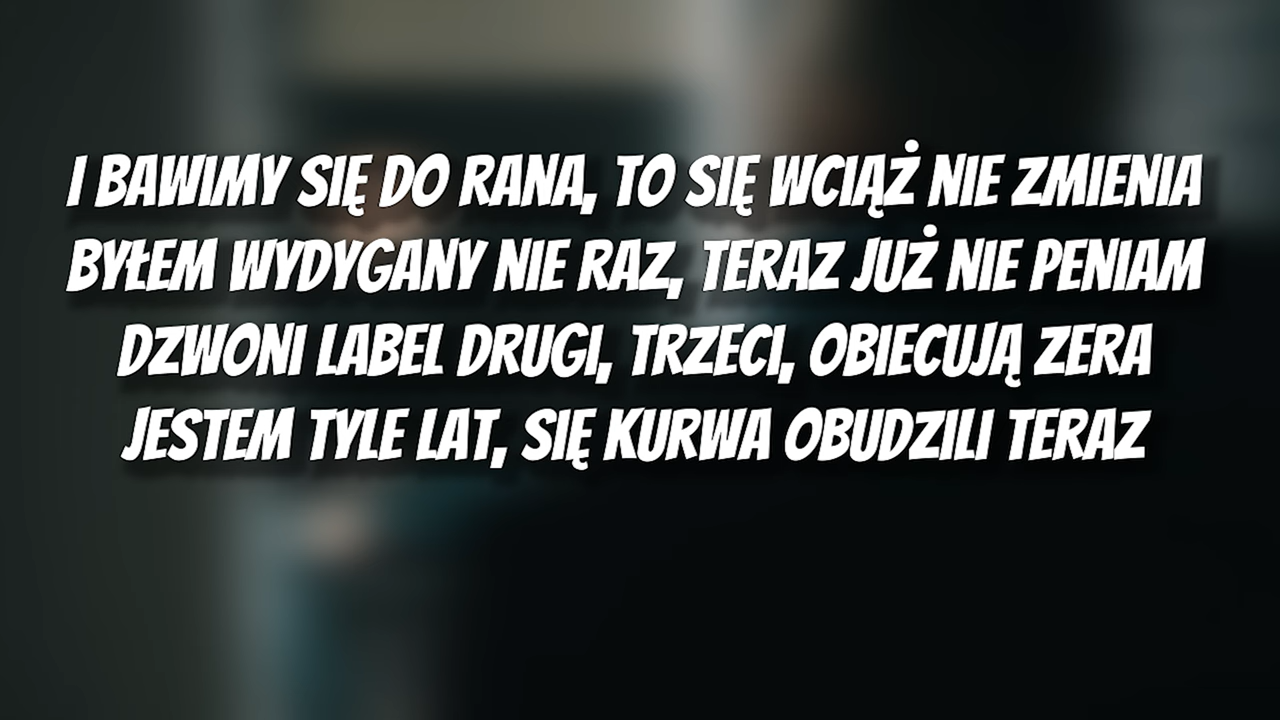 I BAWIMY SIĘ DO RANA, TO SIĘ WCIĄŻ NIE ZMIENIA
BYŁEM WYDYGANY NIE RAZ, TERAZ JUŻ NIE PENIAM
DZWONI LABEL DRUGI, TRZECI, OBIECUJĄ ZERA
JESTEM TYLE LAT, SIĘ KURWA OBUDZILI TERAZ